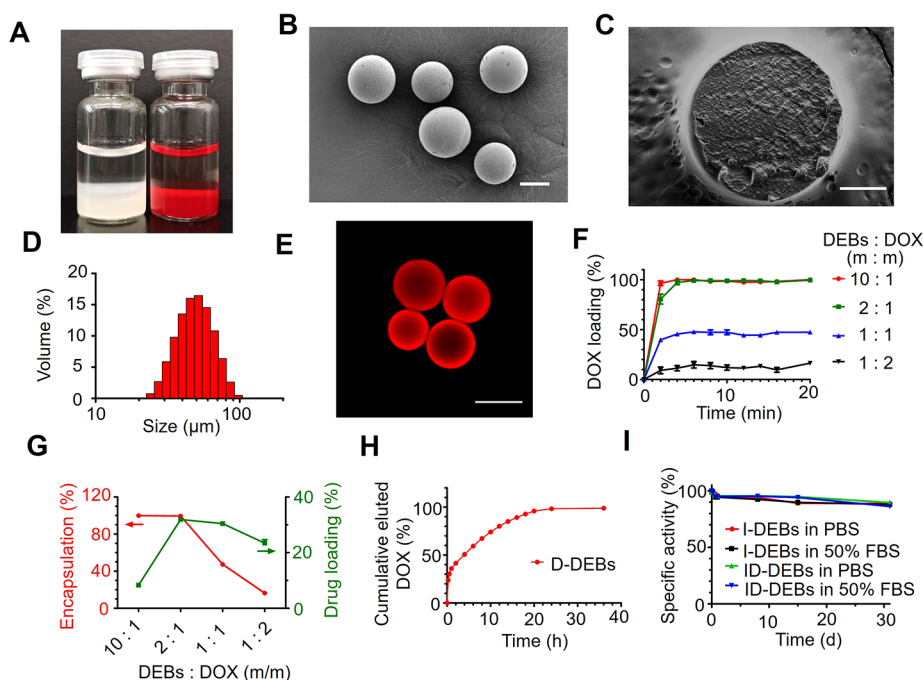 A
B
C
D
20
15
10
5
0
Volume (%)
10
100
Size (µm)
E
F
DEBs : DOX
(m : m)
10 : 1
2 : 1
1 : 1
1 : 2
DOX loading (%)
100
50
0
0
10
20
Time (min)
G
Encapsulation (%)
120
80
40
0
Drug loading (%)
40
20
0
10 : 1
2 : 1
1 : 1
1 : 2
DEBs : DOX (m/m)
H
Cumulative eluted
DOX (%)
100
50
0
D-DEBs
0
10
20
30
40
Time (h)
I
Specific activity (%)
100
50
0
I-DEBs in PBS
I-DEBs in 50% FBS
ID-DEBs in PBS
ID-DEBs in 50% FBS
0
10
20
30
Time (d)